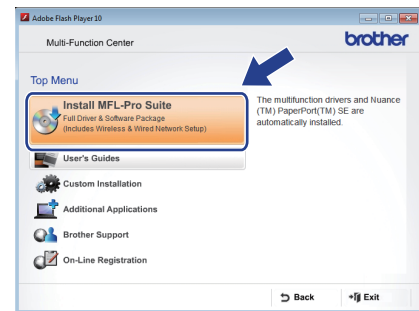 Adobe Flash Player 10
Multi-Function Center
brother
Top Menu
Install MFL-Pro Suite
Full Driver & Software Package
(Includes Wireless & Wired Network Setup)
The multifunction drivers and Nuance
(TM) PaperPort(TM) SE are
automatically installed.
User's Guides
Custom Installation
Additional Applications
Brother Support
On-Line Registration
Back
Exit